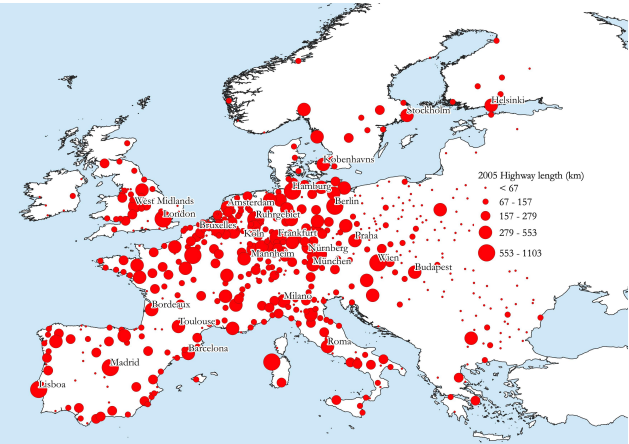 Helsinki
Stockholm
Kobenhavns
2005 Highway length (km)
< 67
67 - 157
157 - 279
279 - 553
553 - 1103
Hamburg
West Midlands
Amsterdam
Berlin
London
Ruhrgebiet
Bruxelles
Köln
Frankfurt
Praha
Mannheim
Nürnberg
München
Wien
Budapest
Milano
Bordeaux
Toulouse
Roma
Barcelona
Madrid
Lisboa